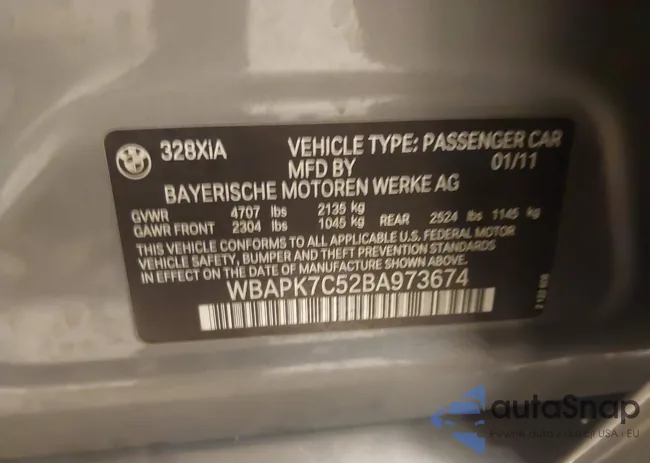 328XIA VEHICLE TYPE: PASSENGER CAR
MFD BY 01/11
BAYERISCHE MOTOREN WERKE AG
GVWR 4707 lbs 2135 kg
GAWR FRONT 2304 lbs 1045 kg REAR 2524 lbs 1145 kg
THIS VEHICLE CONFORMS TO ALL APPLICABLE U.S. FEDERAL MOTOR
VEHICLE SAFETY, BUMPER AND THEFT PREVENTION STANDARDS
IN EFFECT ON THE DATE OF MANUFACTURE SHOWN ABOVE.
WBAPK7C52BA973674
autoSnap
USA i EU